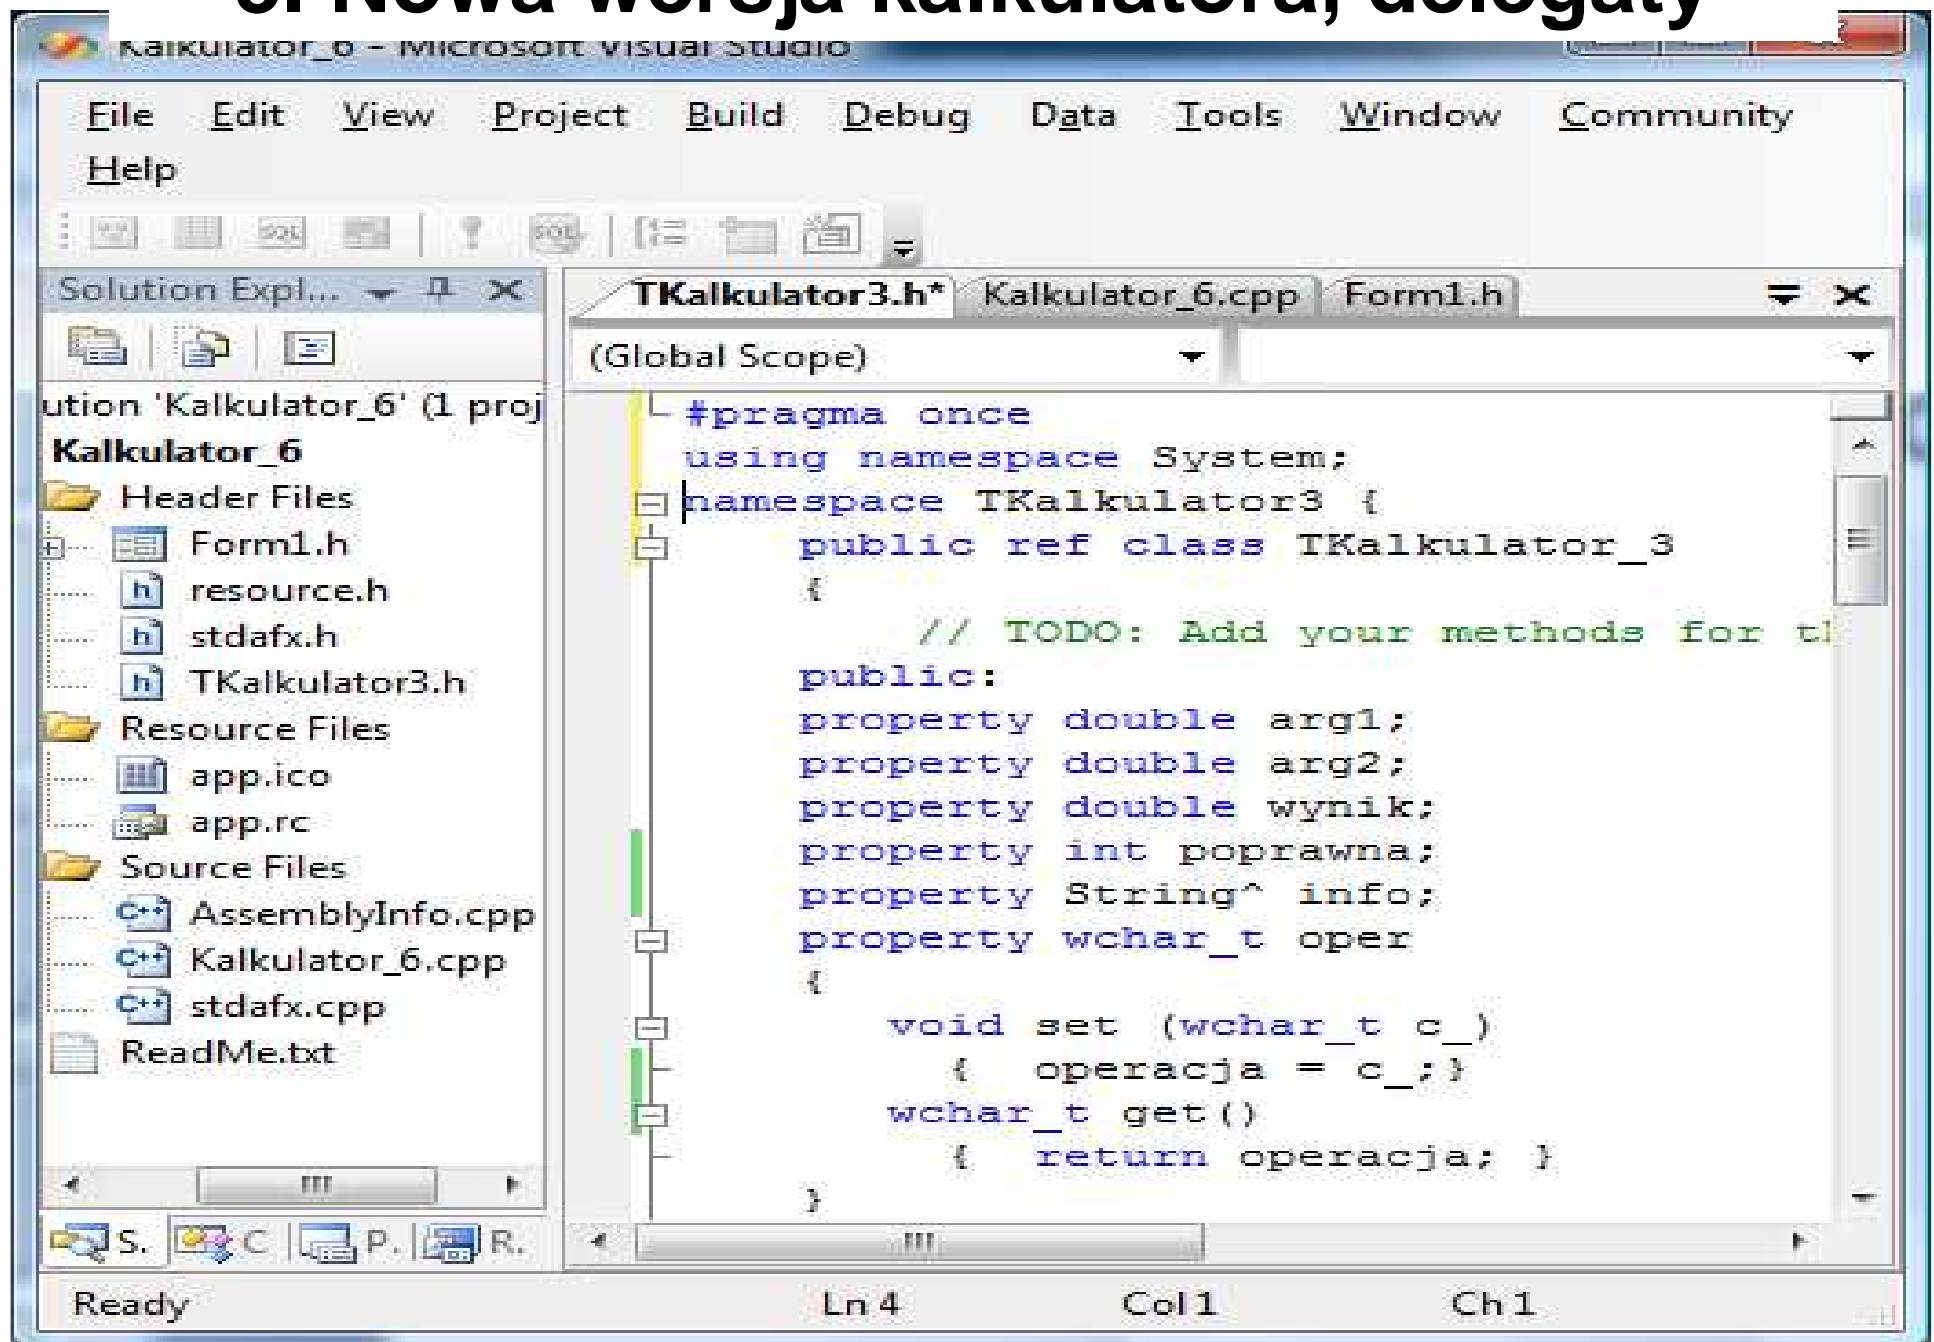 Nowa wersja kalkulatora, delegaty
Kalkulator_6 - Microsoft Visual Studio
File Edit View Project Build Debug Data Tools Window Community
Help
Solution Expl...
TKalkulator3.h* Kalkulator_6.cpp Form1.h
(Global Scope)
ution 'Kalkulator_6' (1 proj
Kalkulator_6
Header Files
Form1.h
resource.h
stdafx.h
TKalkulator3.h
Resource Files
app.ico
app.rc
Source Files
AssemblyInfo.cpp
Kalkulator_6.cpp
stdafx.cpp
ReadMe.txt
S. C P. R.
#pragma once
using namespace System;
namespace TKalkulator3 {
public ref class TKalkulator_3
{
// TODO: Add your methods for
public:
property double arg1;
property double arg2;
property double wynik;
property int poprawna;
property String^ info;
property wchar_t oper
{
void set (wchar_t c_)
{ operacja = c_;}
wchar_t get()
{ return operacja; }
}
Ready Ln 4 Col 1 Ch 1